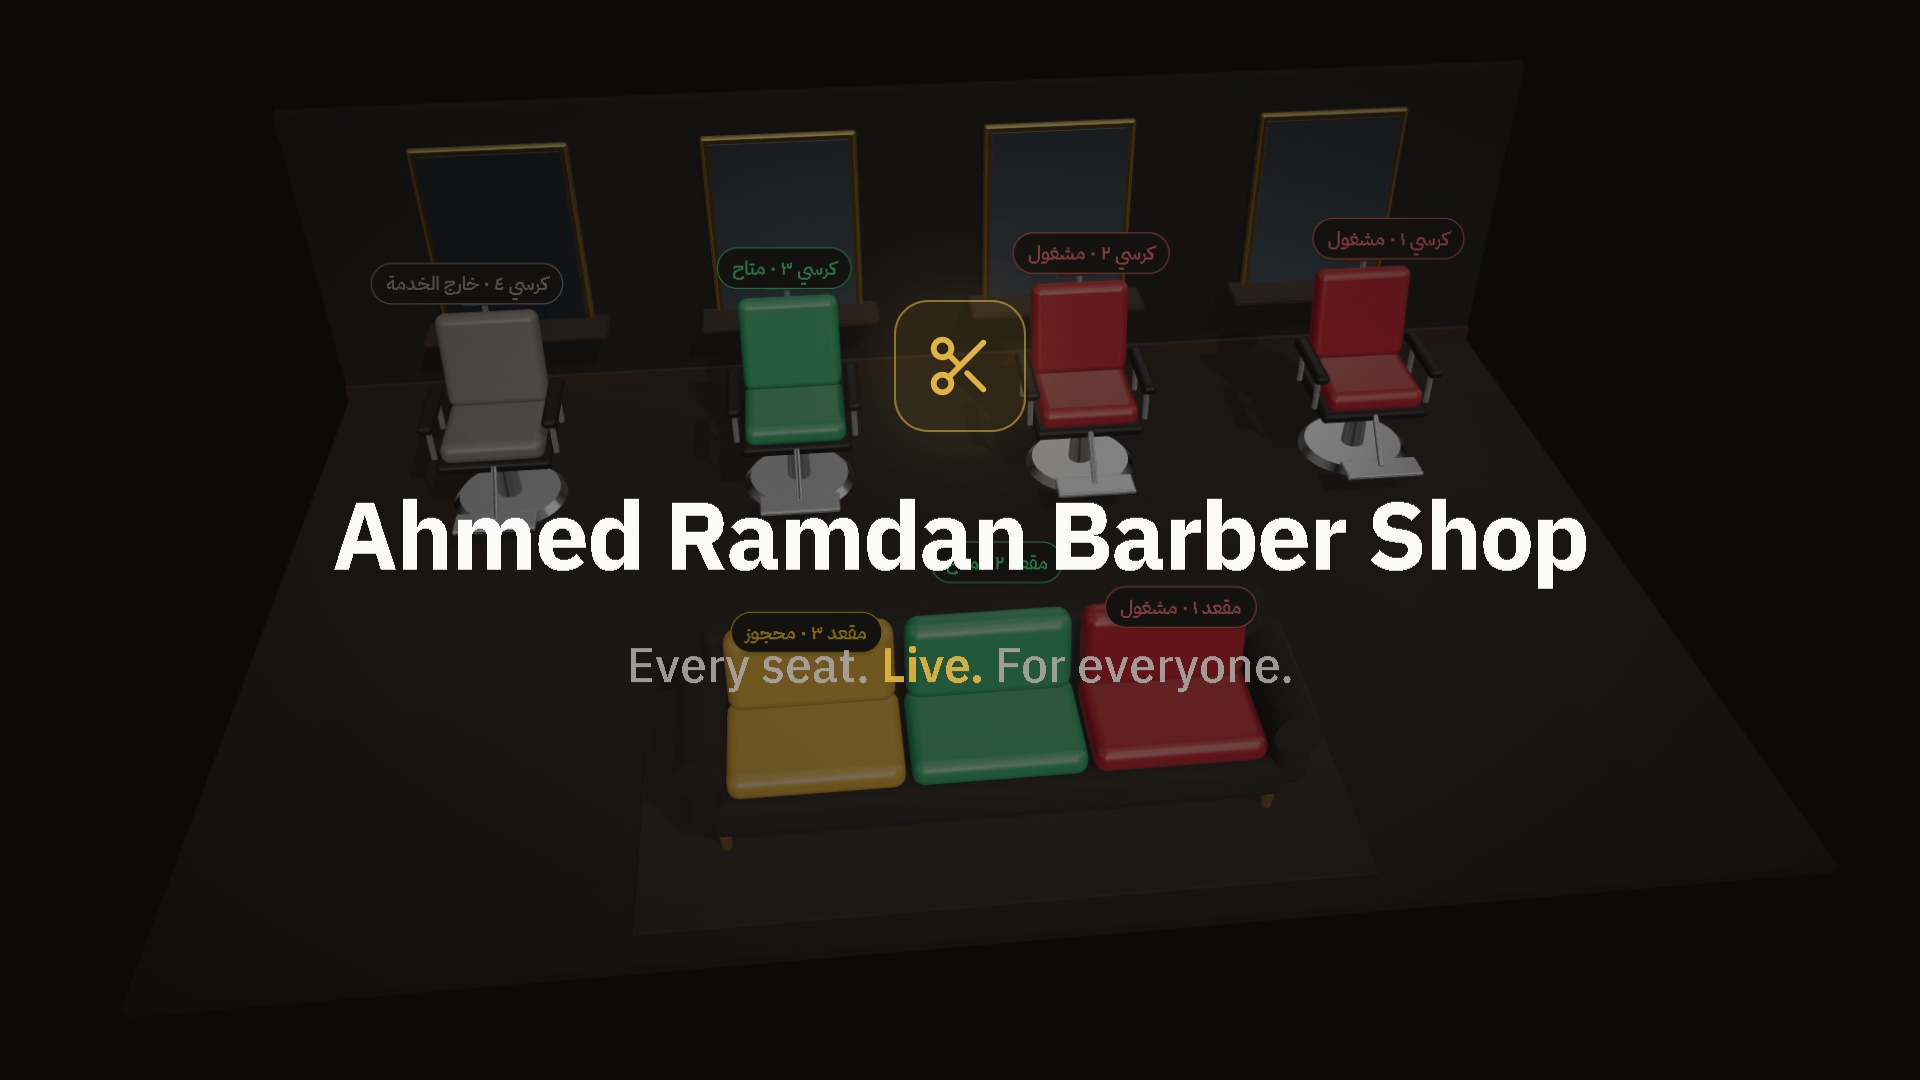 كرسي ١ · مشغول
كرسي ٢ · مشغول
كرسي ٣ · متاح
كرسي ٤ · خارج الخدمة
Ahmed Ramdan Barber Shop
مقعد ١ · مشغول
مقعد ٣ · محجوز
Every seat. Live. For everyone.